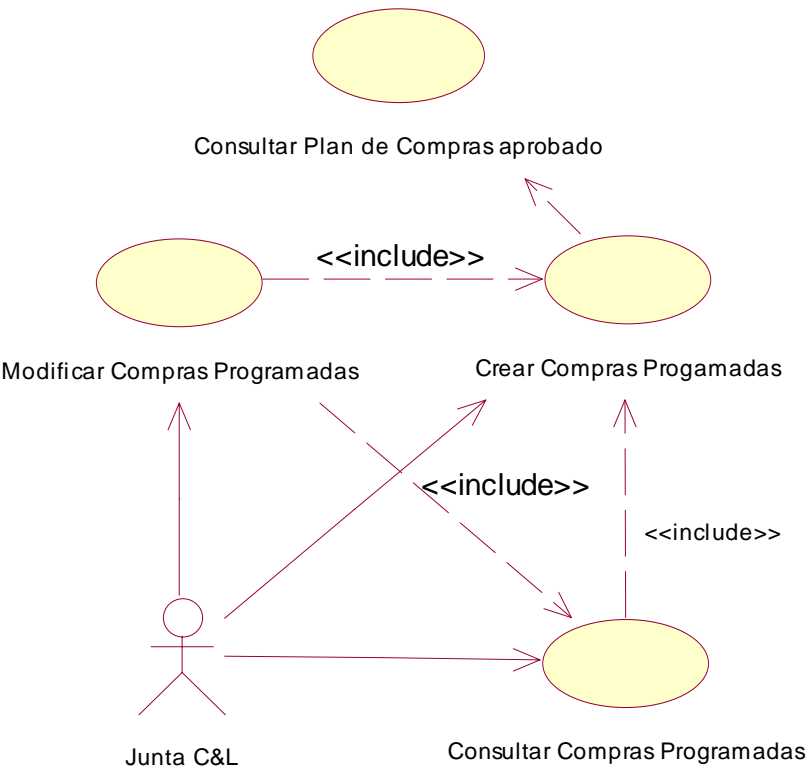 Consultar Plan de Compras aprobado
<<include>>
Modificar Compras Programadas
Crear Compras Progamadas
<<include>>
<<include>>
Junta C&L
Consultar Compras Programadas